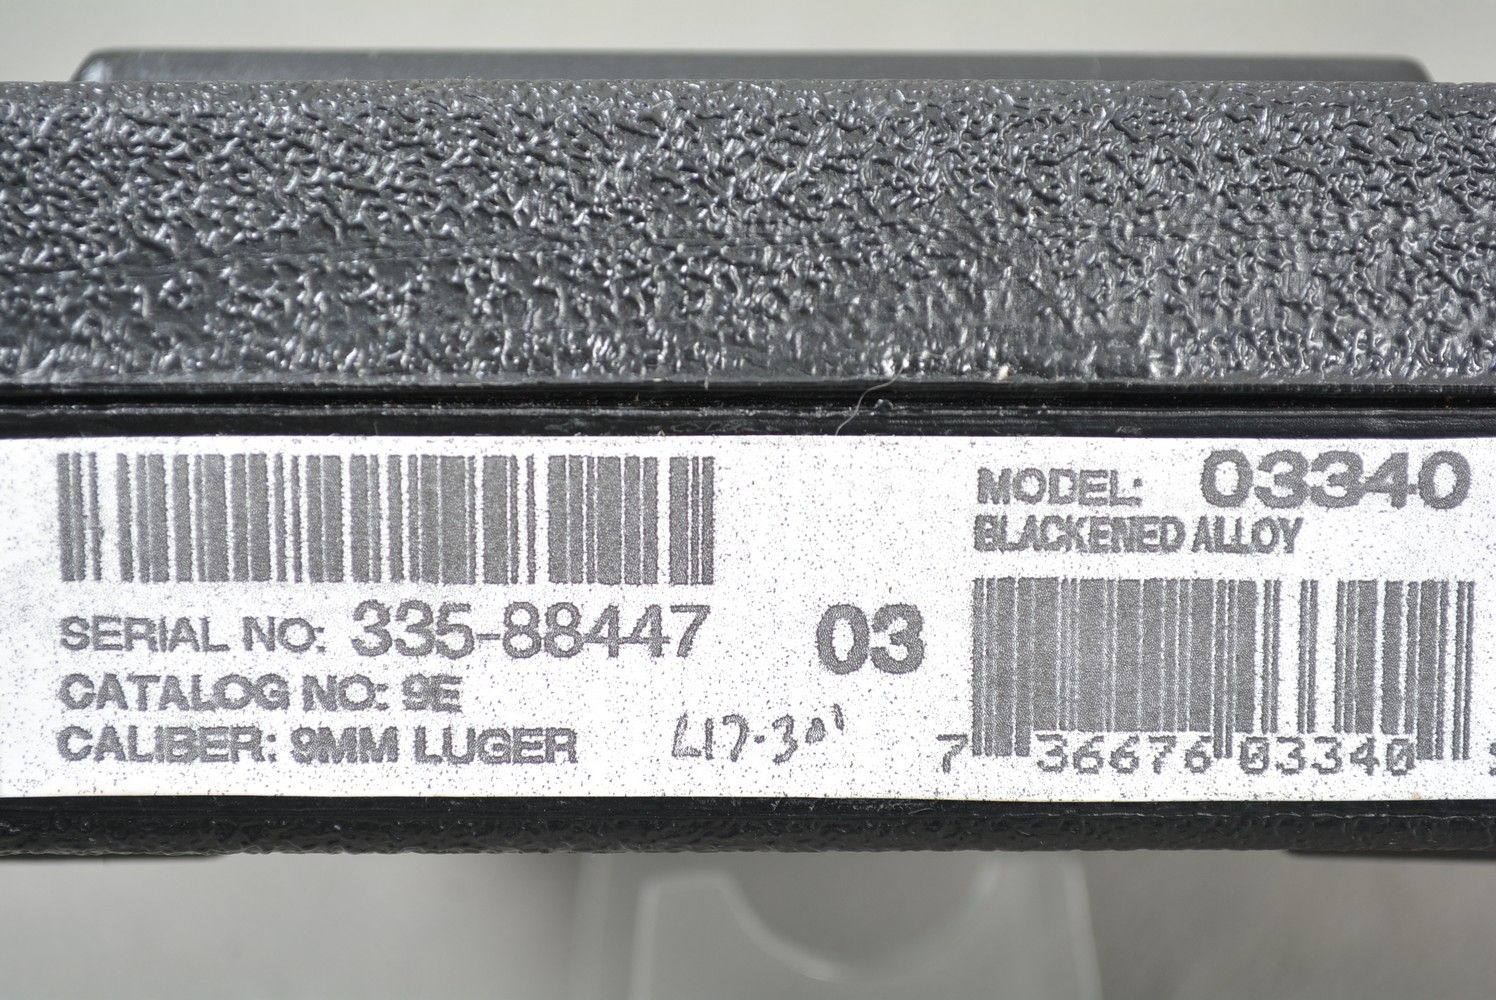 SERIAL NO: 335-88447
CATALOG NO: 9E
CALIBER: 9MM LUGER
03
MODEL: 03340
BLACKENED ALLOY
7 36676 03340